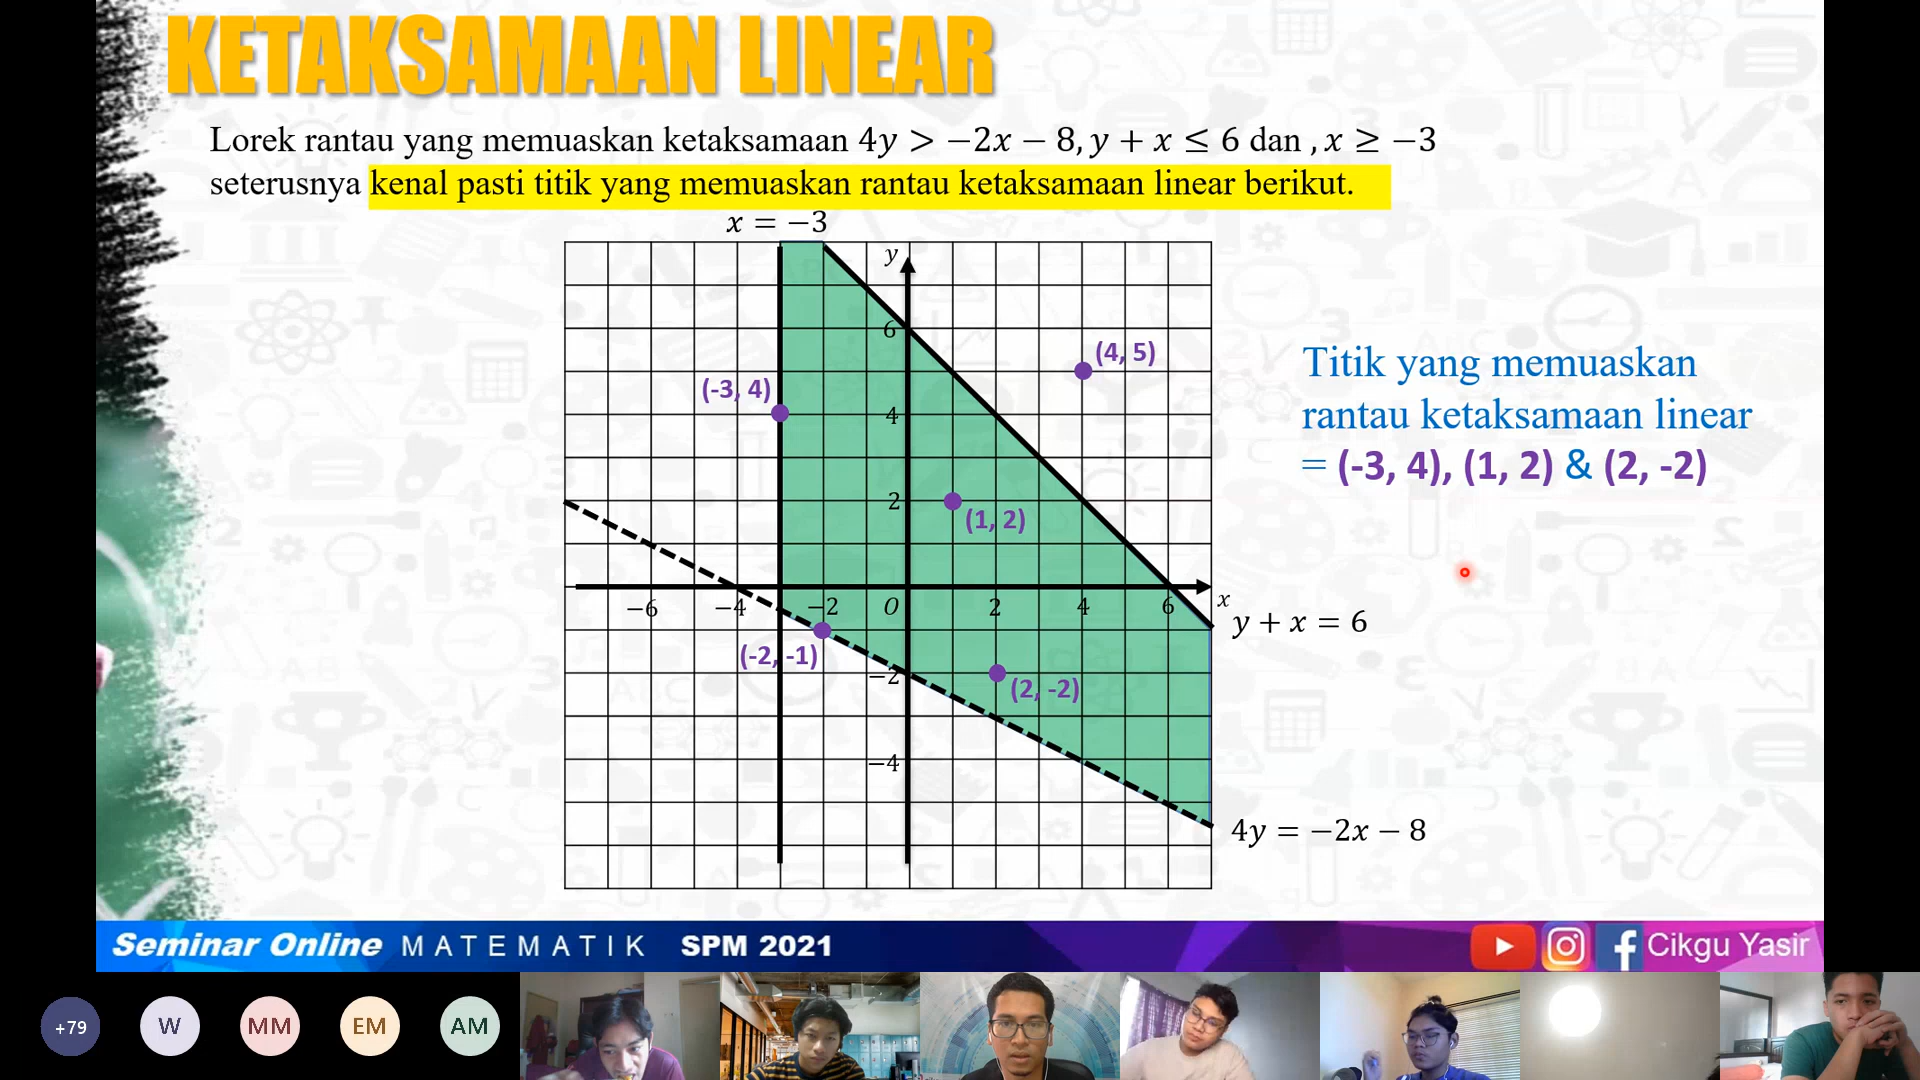 KETAKSAMAAN LINEAR
Lorek rantau yang memuaskan ketaksamaan 4y > −2x − 8, y + x ≤ 6 dan , x ≥ −3
seterusnya kenal pasti titik yang memuaskan rantau ketaksamaan linear berikut.
x = −3
y
6
(4, 5)
(-3, 4)
4
2
(1, 2)
−6
−4
−2
O
2
4
6
x
y + x = 6
(-2, -1)
−2
(2, -2)
−4
4y = −2x − 8
Titik yang memuaskan
rantau ketaksamaan linear
= (-3, 4), (1, 2) & (2, -2)
Seminar Online MATEMATIK SPM 2021
Cikgu Yasir
+79
W
MM
EM
AM